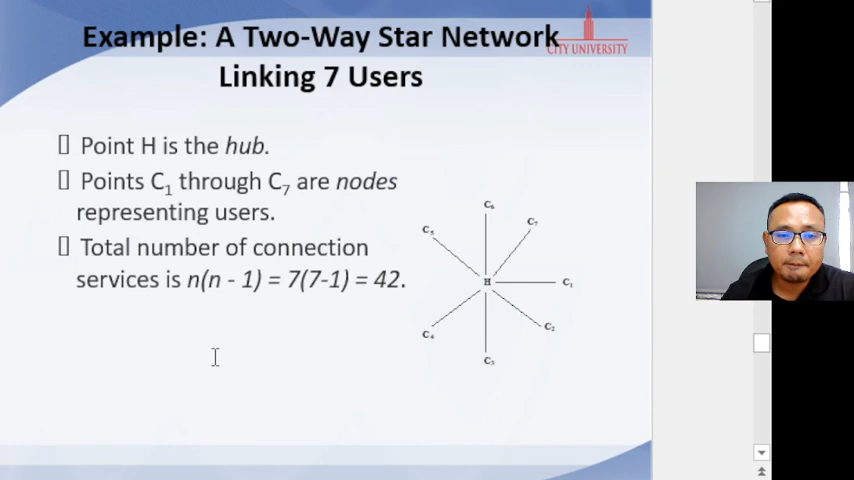 Example: A Two-Way Star Network
CITY UNIVERSITY
Linking 7 Users
Point H is the hub.
Points C₁ through C₇ are nodes
representing users.
Total number of connection
services is n(n - 1) = 7(7-1) = 42.
C₆
C₇
C₅
H
C₁
C₂
C₄
C₃